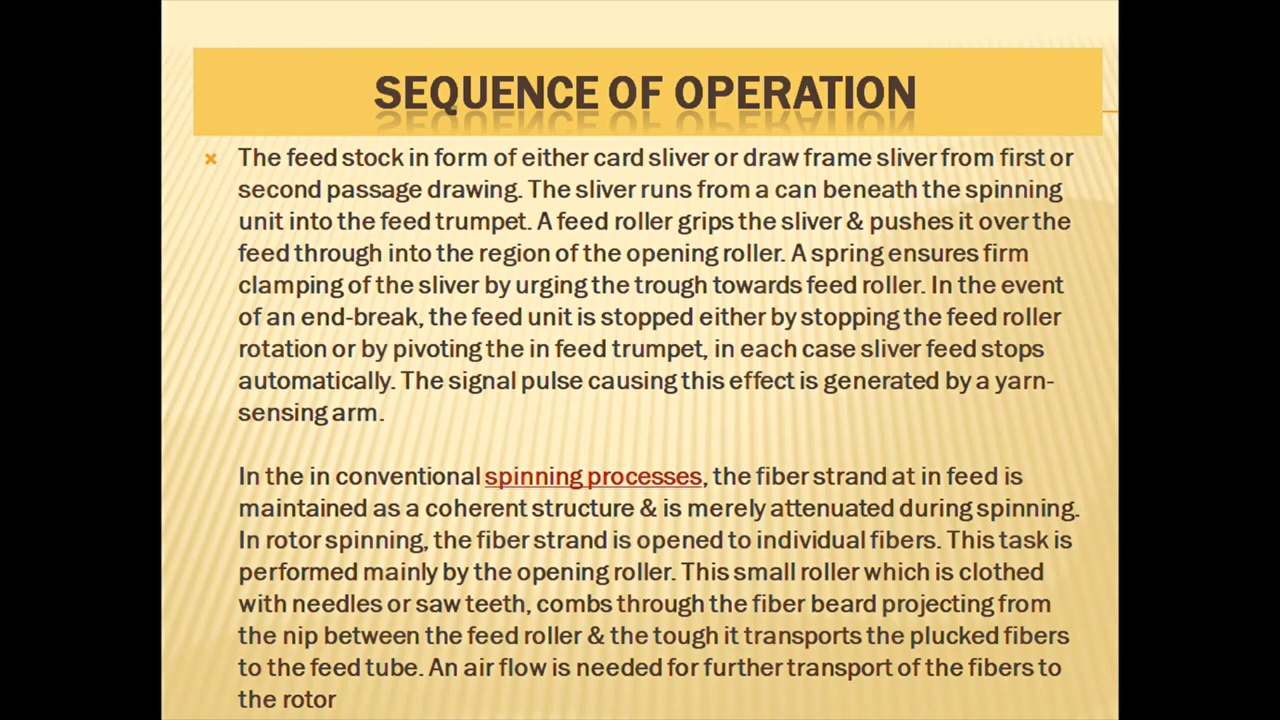 SEQUENCE OF OPERATION
The feed stock in form of either card sliver or draw frame sliver from first or
second passage drawing. The sliver runs from a can beneath the spinning
unit into the feed trumpet. A feed roller grips the sliver & pushes it over the
feed through into the region of the opening roller. A spring ensures firm
clamping of the sliver by urging the trough towards feed roller. In the event
of an end-break, the feed unit is stopped either by stopping the feed roller
rotation or by pivoting the in feed trumpet, in each case sliver feed stops
automatically. The signal pulse causing this effect is generated by a yarn-
sensing arm.
In the in conventional spinning processes, the fiber strand at in feed is
maintained as a coherent structure & is merely attenuated during spinning.
In rotor spinning, the fiber strand is opened to individual fibers. This task is
performed mainly by the opening roller. This small roller which is clothed
with needles or saw teeth, combs through the fiber beard projecting from
the nip between the feed roller & the tough it transports the plucked fibers
to the feed tube. An air flow is needed for further transport of the fibers to
the rotor